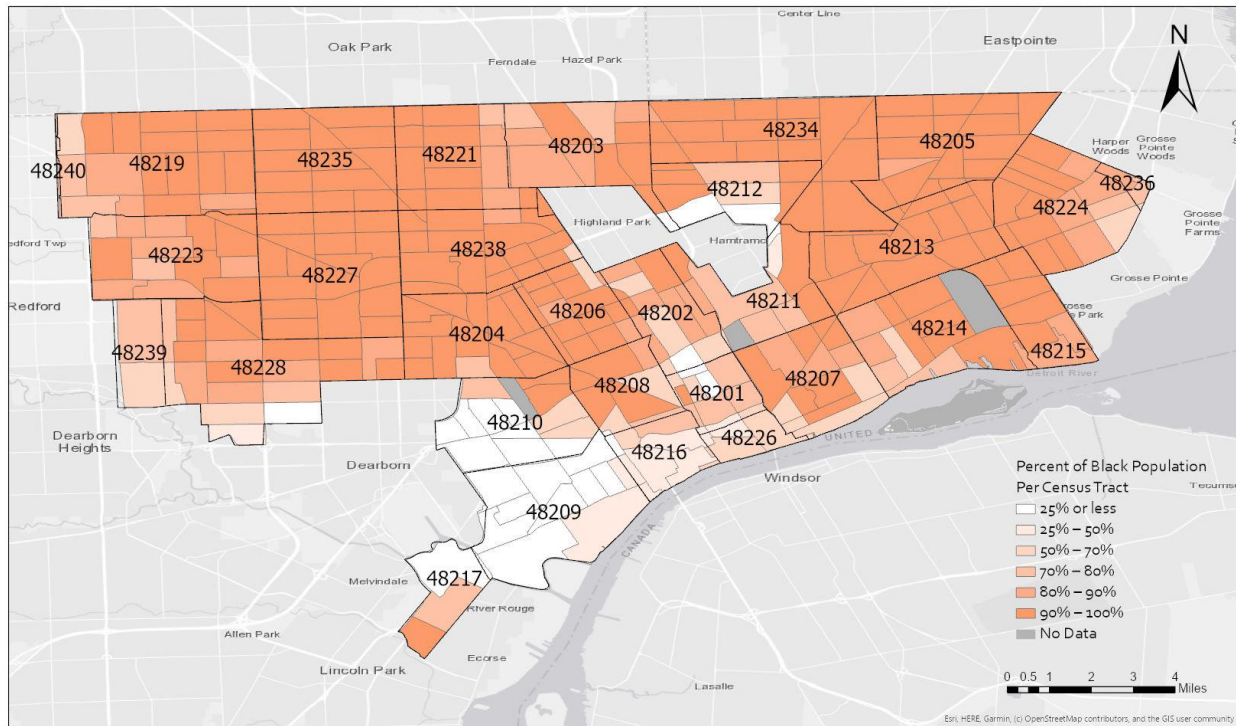 Center Line
Oak Park
Eastpointe
Ferndale
Hazel Park
N
48234
48205
48203
48235
48221
48219
48240
Harper
Woods
Grosse
Pointe
Woods
48236
48212
48224
Highland Park
Grosse
Pointe
Farms
edford Twp
48223
48238
Hamtramc
48213
48227
Grosse Pointe
Redford
48206
48202
48211
48214
48204
48215
48239
48228
48208
48201
48207
Detroit River
48210
Dearborn
Heights
48216
48226
UNITED
Dearborn
Windsor
48209
CANADA
48217
Melvindale
River Rouge
Allen Park
Ecorse
Lincoln Park
Lasalle
Tecumse
Percent of Black Population
Per Census Tract
25% or less
25% – 50%
50% – 70%
70% – 80%
80% – 90%
90% – 100%
No Data
0 0.5 1 2 3 4
Miles
Esri, HERE, Garmin, (c) OpenStreetMap contributors, and the GIS user community